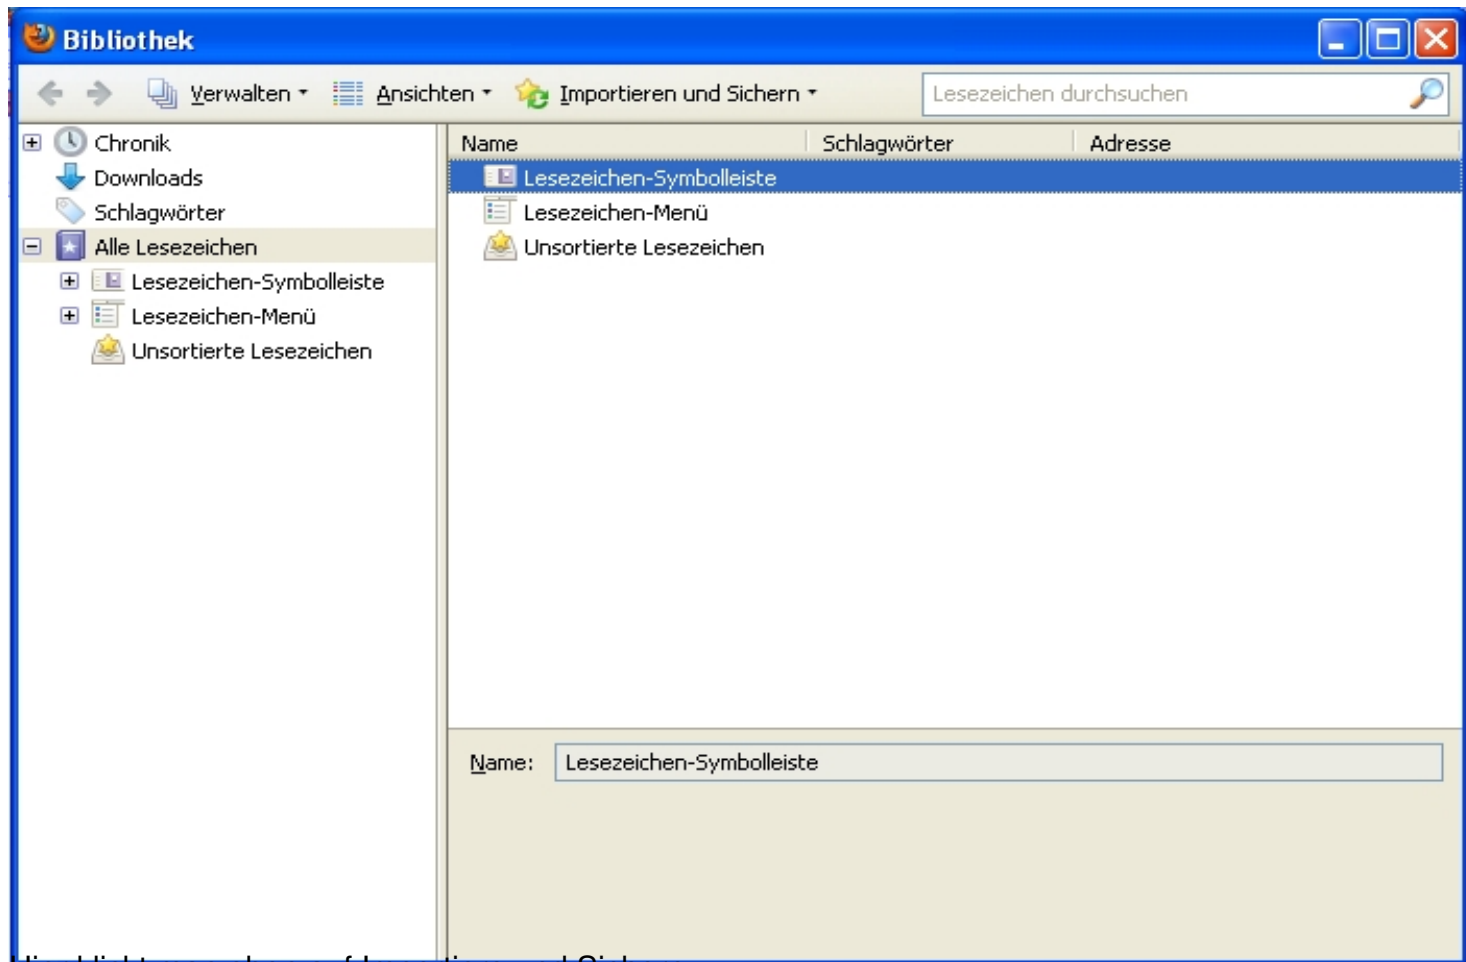 Bibliothek
Verwalten Ansichten Importieren und Sichern Lesezeichen durchsuchen
Chronik
Downloads
Schlagwörter
Alle Lesezeichen
Lesezeichen-Symbolleiste
Lesezeichen-Menü
Unsortierte Lesezeichen
Name Schlagwörter Adresse
Lesezeichen-Symbolleiste
Lesezeichen-Menü
Unsortierte Lesezeichen
Name: Lesezeichen-Symbolleiste